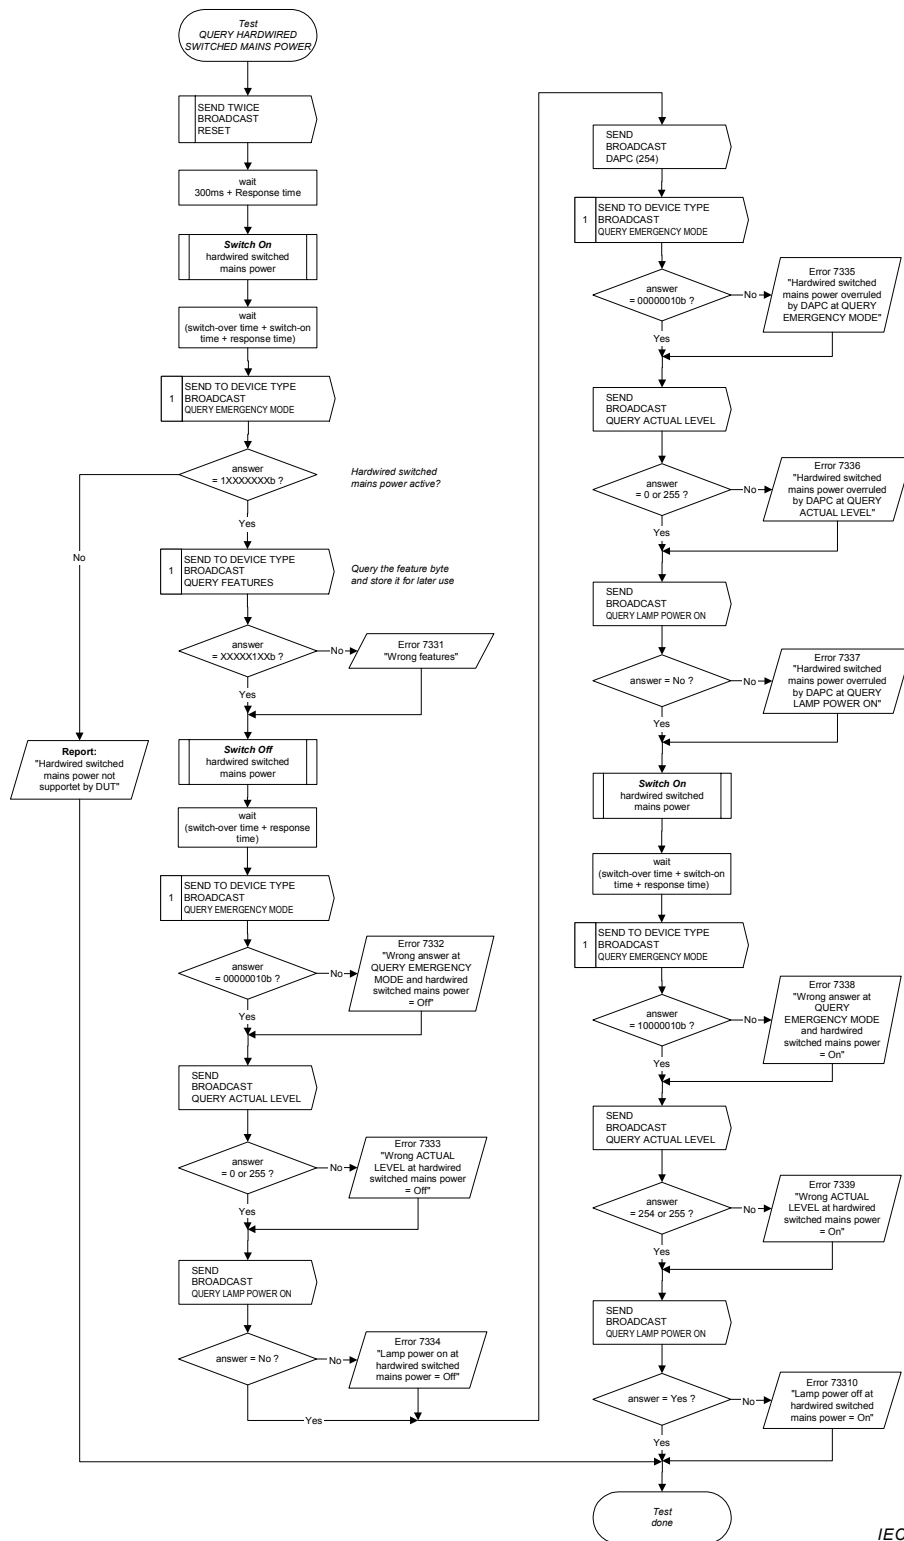 Test
QUERY HARDWIRED
SWITCHED MAINS POWER
SEND TWICE
BROADCAST
RESET
wait
300ms + Response time
Switch On
hardwired switched
mains power
wait
(switch-over time + switch-on
time + response time)
1
SEND TO DEVICE TYPE
BROADCAST
QUERY EMERGENCY MODE
answer
= 1XXXXXXXb ?
Hardwired switched
mains power active?
No
Yes
1
SEND TO DEVICE TYPE
BROADCAST
QUERY FEATURES
Query the feature byte
and store it for later use
answer
= XXXXX1XXb ?
No
Error 7331
"Wrong features"
Yes
Report:
"Hardwired switched
mains power not
supportet by DUT"
Switch Off
hardwired switched
mains power
wait
(switch-over time + response
time)
1
SEND TO DEVICE TYPE
BROADCAST
QUERY EMERGENCY MODE
answer
= 00000010b ?
No
Error 7332
"Wrong answer at
QUERY EMERGENCY
MODE and hardwired
switched mains power
= Off"
Yes
SEND
BROADCAST
QUERY ACTUAL LEVEL
answer
= 0 or 255 ?
No
Error 7333
"Wrong ACTUAL
LEVEL at hardwired
switched mains power
= Off"
Yes
SEND
BROADCAST
QUERY LAMP POWER ON
answer = No ?
No
Error 7334
"Lamp power on at
hardwired switched
mains power = Off"
Yes
SEND
BROADCAST
DAPC (254)
1
SEND TO DEVICE TYPE
BROADCAST
QUERY EMERGENCY MODE
answer
= 00000010b ?
No
Error 7335
"Hardwired switched
mains power overruled
by DAPC at QUERY
EMERGENCY MODE"
Yes
SEND
BROADCAST
QUERY ACTUAL LEVEL
answer
= 0 or 255 ?
No
Error 7336
"Hardwired switched
mains power overruled
by DAPC at QUERY
ACTUAL LEVEL"
Yes
SEND
BROADCAST
QUERY LAMP POWER ON
answer = No ?
No
Error 7337
"Hardwired switched
mains power overruled
by DAPC at QUERY
LAMP POWER ON"
Yes
Switch On
hardwired switched
mains power
wait
(switch-over time + switch-on
time + response time)
1
SEND TO DEVICE TYPE
BROADCAST
QUERY EMERGENCY MODE
answer
= 10000010b ?
No
Error 7338
"Wrong answer at
QUERY
EMERGENCY MODE
and hardwired
switched mains power
= On"
Yes
SEND
BROADCAST
QUERY ACTUAL LEVEL
answer
= 254 or 255 ?
No
Error 7339
"Wrong ACTUAL
LEVEL at hardwired
switched mains power
= On"
Yes
SEND
BROADCAST
QUERY LAMP POWER ON
answer = Yes ?
No
Error 73310
"Lamp power off at
hardwired switched
mains power = On"
Yes
Test
done
IEC